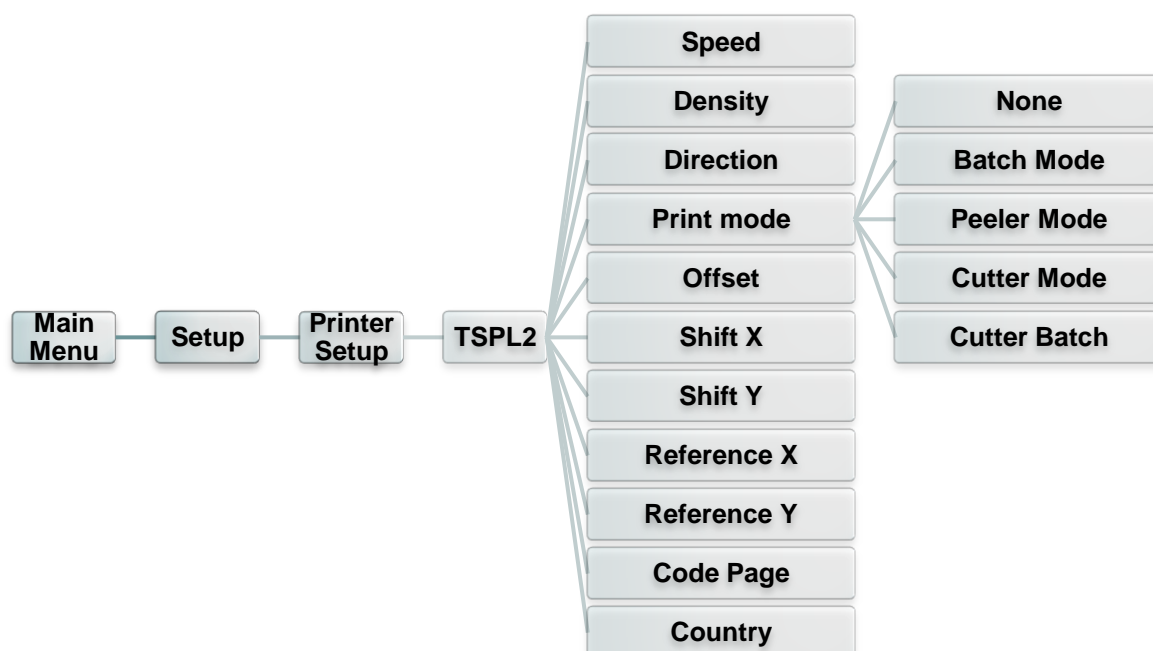 Main
Menu
Setup
Printer
Setup
TSPL2
Speed
Density
Direction
Print mode
Offset
Shift X
Shift Y
Reference X
Reference Y
Code Page
Country
None
Batch Mode
Peeler Mode
Cutter Mode
Cutter Batch